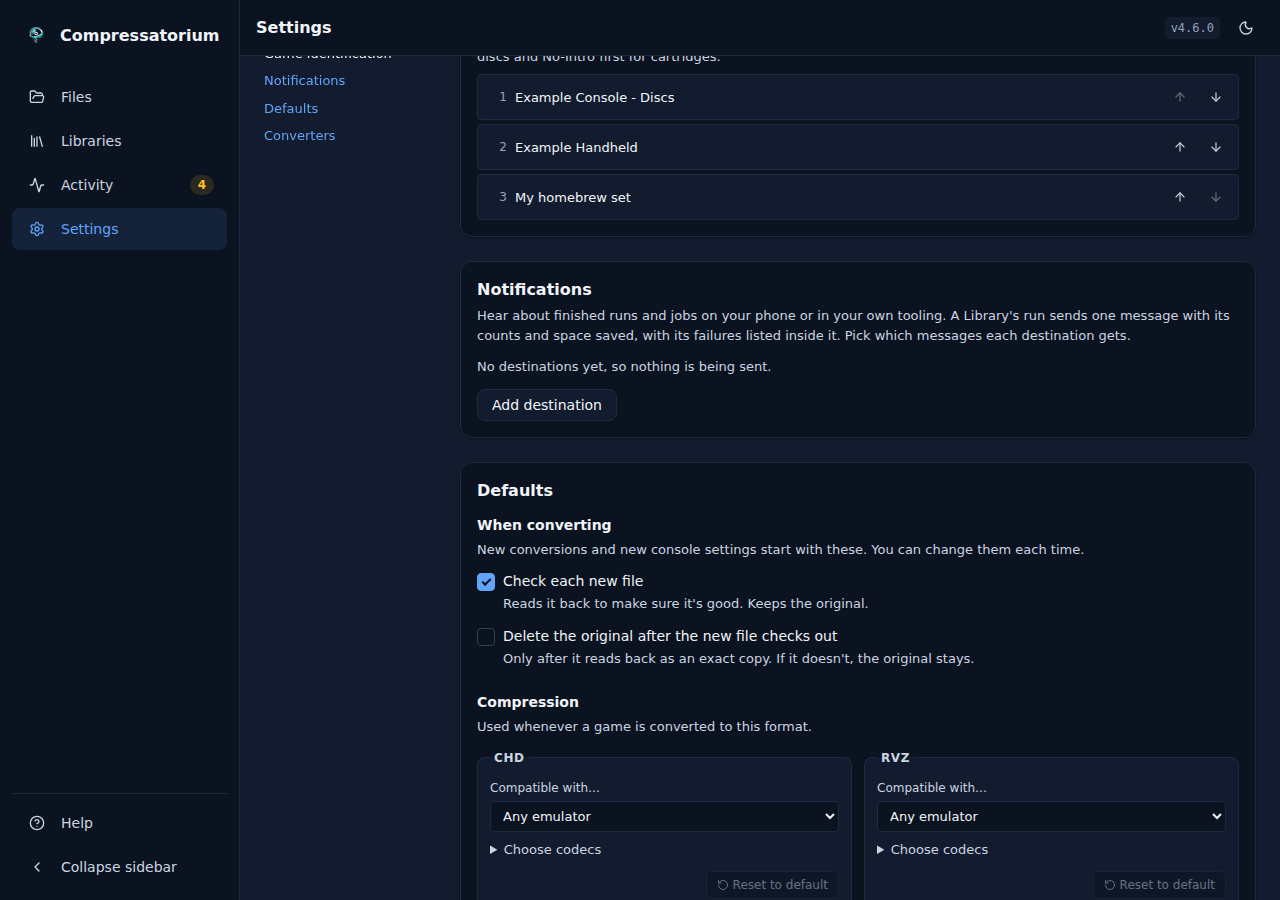 Compressatorium
Files
Libraries
Activity
4
Settings
Help
Collapse sidebar
Settings
v4.6.0
Game identification
Notifications
Defaults
Converters
discs and No-Intro first for cartridges.
1 Example Console - Discs
2 Example Handheld
3 My homebrew set
Notifications
Hear about finished runs and jobs on your phone or in your own tooling. A Library's run sends one message with its
counts and space saved, with its failures listed inside it. Pick which messages each destination gets.
No destinations yet, so nothing is being sent.
Add destination
Defaults
When converting
New conversions and new console settings start with these. You can change them each time.
Check each new file
Reads it back to make sure it's good. Keeps the original.
Delete the original after the new file checks out
Only after it reads back as an exact copy. If it doesn't, the original stays.
Compression
Used whenever a game is converted to this format.
CHD
Compatible with…
Any emulator
Choose codecs
Reset to default
RVZ
Compatible with…
Any emulator
Choose codecs
Reset to default